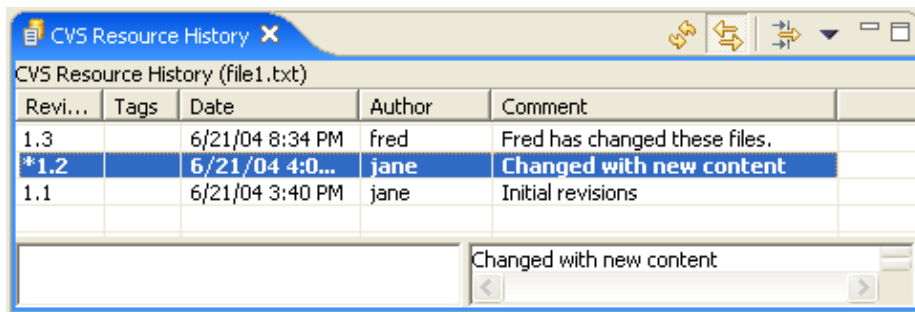 CVS Resource History
CVS Resource History (file1.txt)
Revi... Tags Date Author Comment
1.3 6/21/04 8:34 PM fred Fred has changed these files.
*1.2 6/21/04 4:0... jane Changed with new content
1.1 6/21/04 3:40 PM jane Initial revisions
Changed with new content